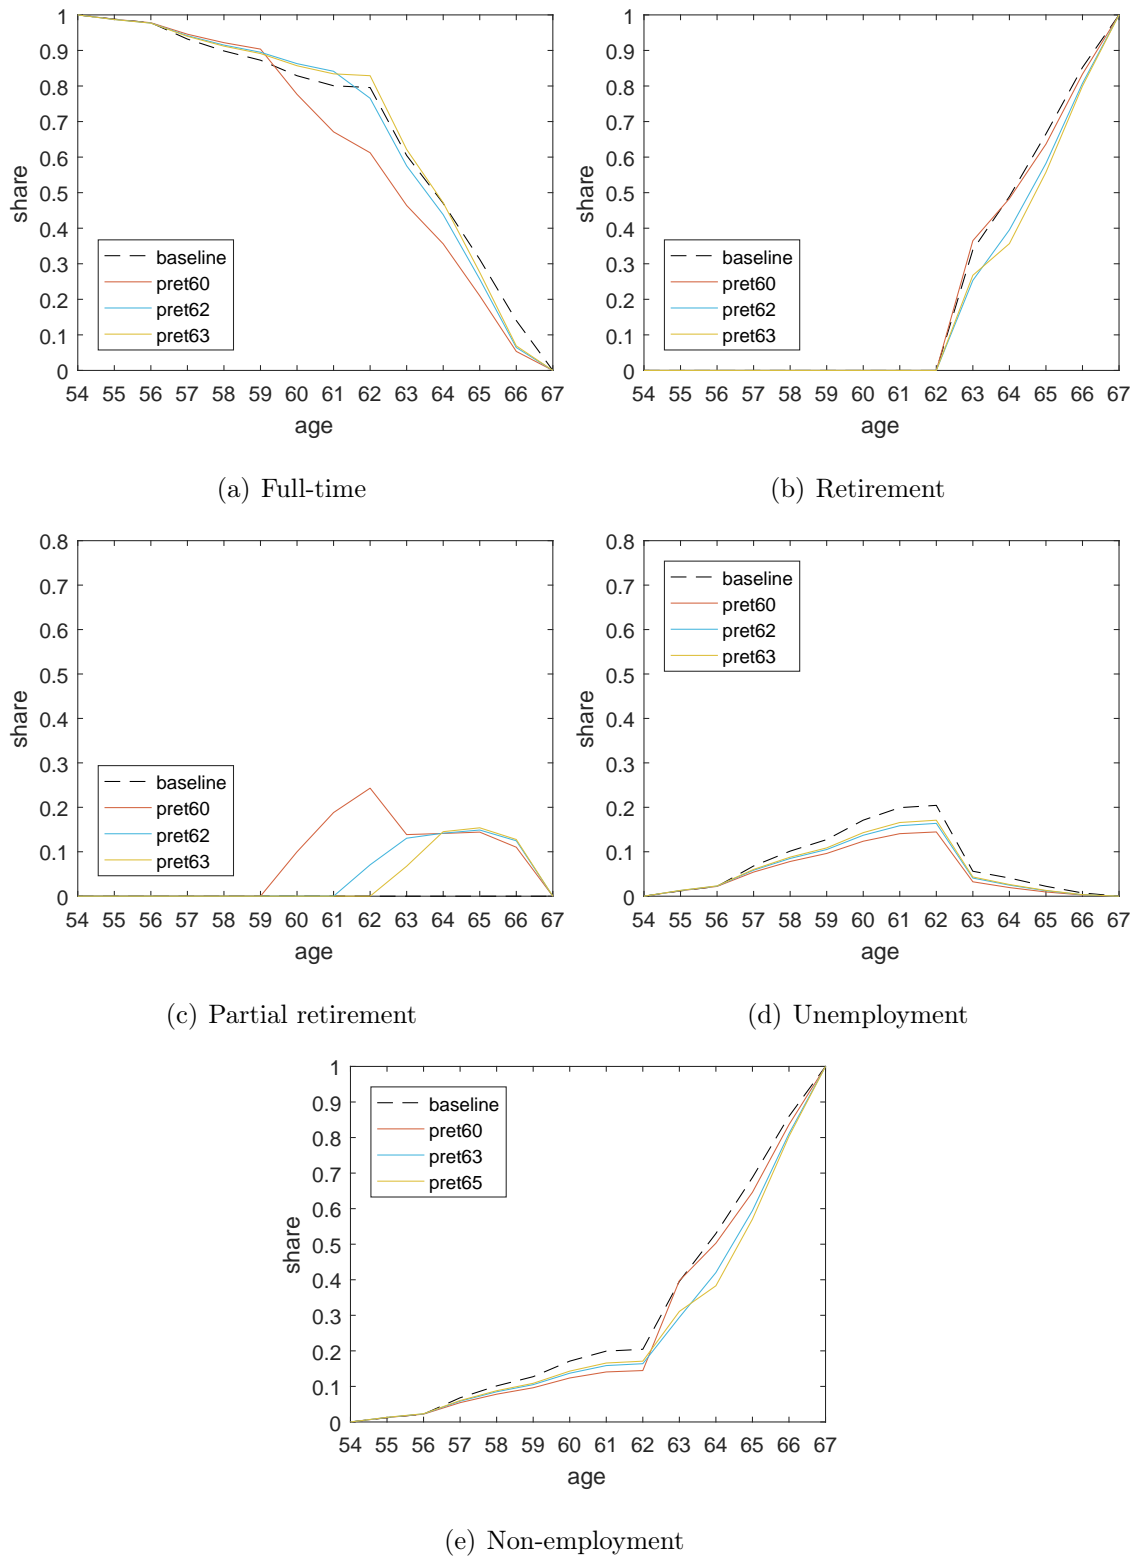 1
0.9
0.8
0.7
0.6
0.5
0.4
0.3
0.2
0.1
0
share
baseline
pret60
pret62
pret63
54 55 56 57 58 59 60 61 62 63 64 65 66 67
age
(a) Full-time
1
0.9
0.8
0.7
0.6
0.5
0.4
0.3
0.2
0.1
0
share
baseline
pret60
pret62
pret63
54 55 56 57 58 59 60 61 62 63 64 65 66 67
age
(b) Retirement
0.8
0.7
0.6
0.5
0.4
0.3
0.2
0.1
0
share
baseline
pret60
pret62
pret63
54 55 56 57 58 59 60 61 62 63 64 65 66 67
age
(c) Partial retirement
0.8
0.7
0.6
0.5
0.4
0.3
0.2
0.1
0
share
baseline
pret60
pret62
pret63
54 55 56 57 58 59 60 61 62 63 64 65 66 67
age
(d) Unemployment
1
0.9
0.8
0.7
0.6
0.5
0.4
0.3
0.2
0.1
0
share
baseline
pret60
pret63
pret65
54 55 56 57 58 59 60 61 62 63 64 65 66 67
age
(e) Non-employment